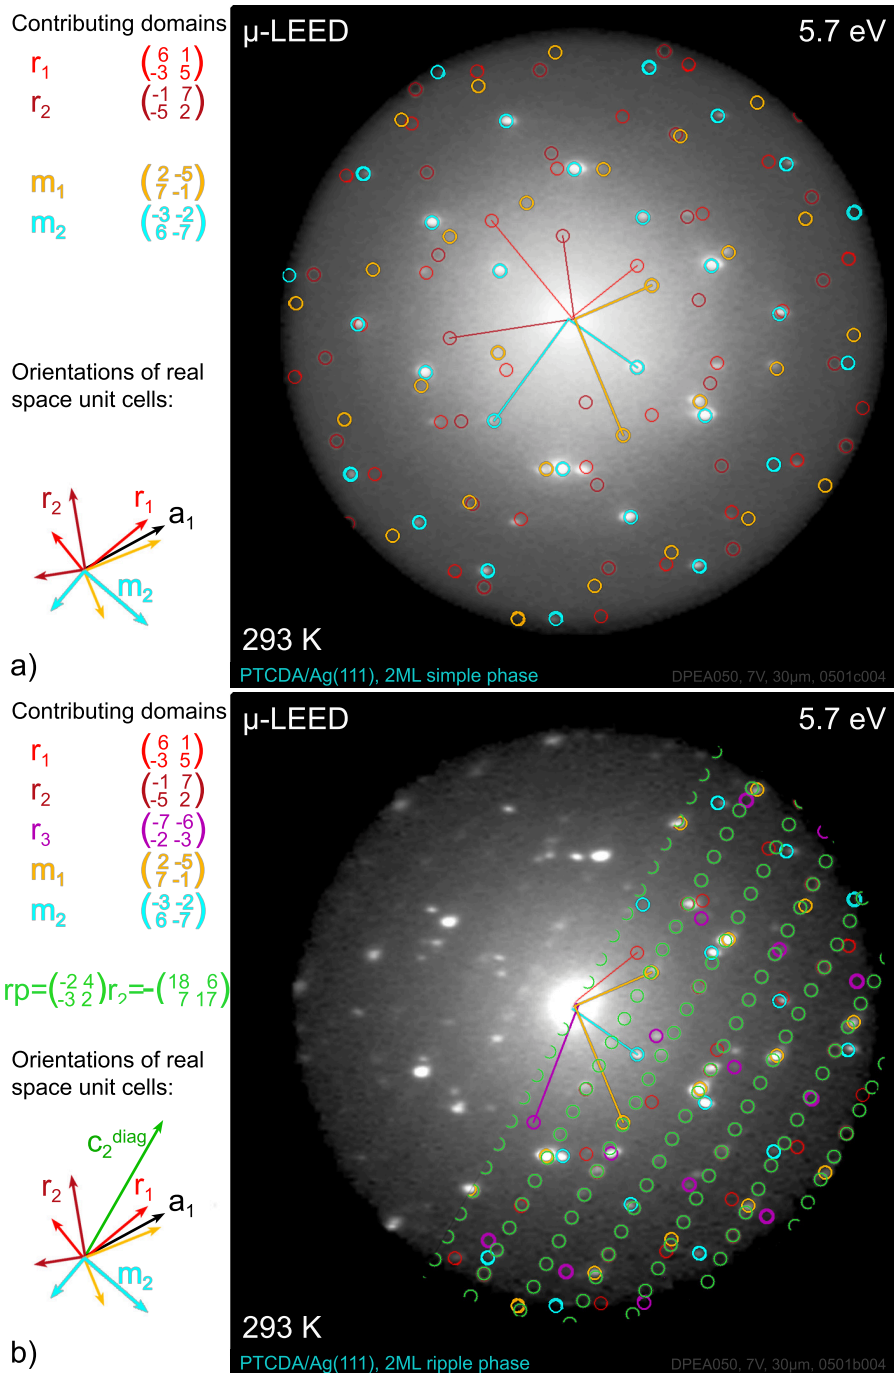 Contributing domains
r1 (6 1
-3 5)
r2 (-1 7
-5 2)
m1 (2 -5
7 -1)
m2 (-3 -2
6 -7)
Orientations of real
space unit cells:
r2 r1 a1
m2
a)
μ-LEED 5.7 eV
293 K
PTCDA/Ag(111), 2ML simple phase DPEA050, 7V, 30μm, 0501c004
Contributing domains
r1 (6 1
-3 5)
r2 (-1 7
-5 2)
r3 (-7 -6
-2 -3)
m1 (2 -5
7 -1)
m2 (-3 -2
6 -7)
rp=(-2 4
-3 2)r2=-(18 6
7 17)
Orientations of real
space unit cells:
c2diag
r2 r1 a1
m2
b)
μ-LEED 5.7 eV
293 K
PTCDA/Ag(111), 2ML ripple phase DPEA050, 7V, 30μm, 0501b004